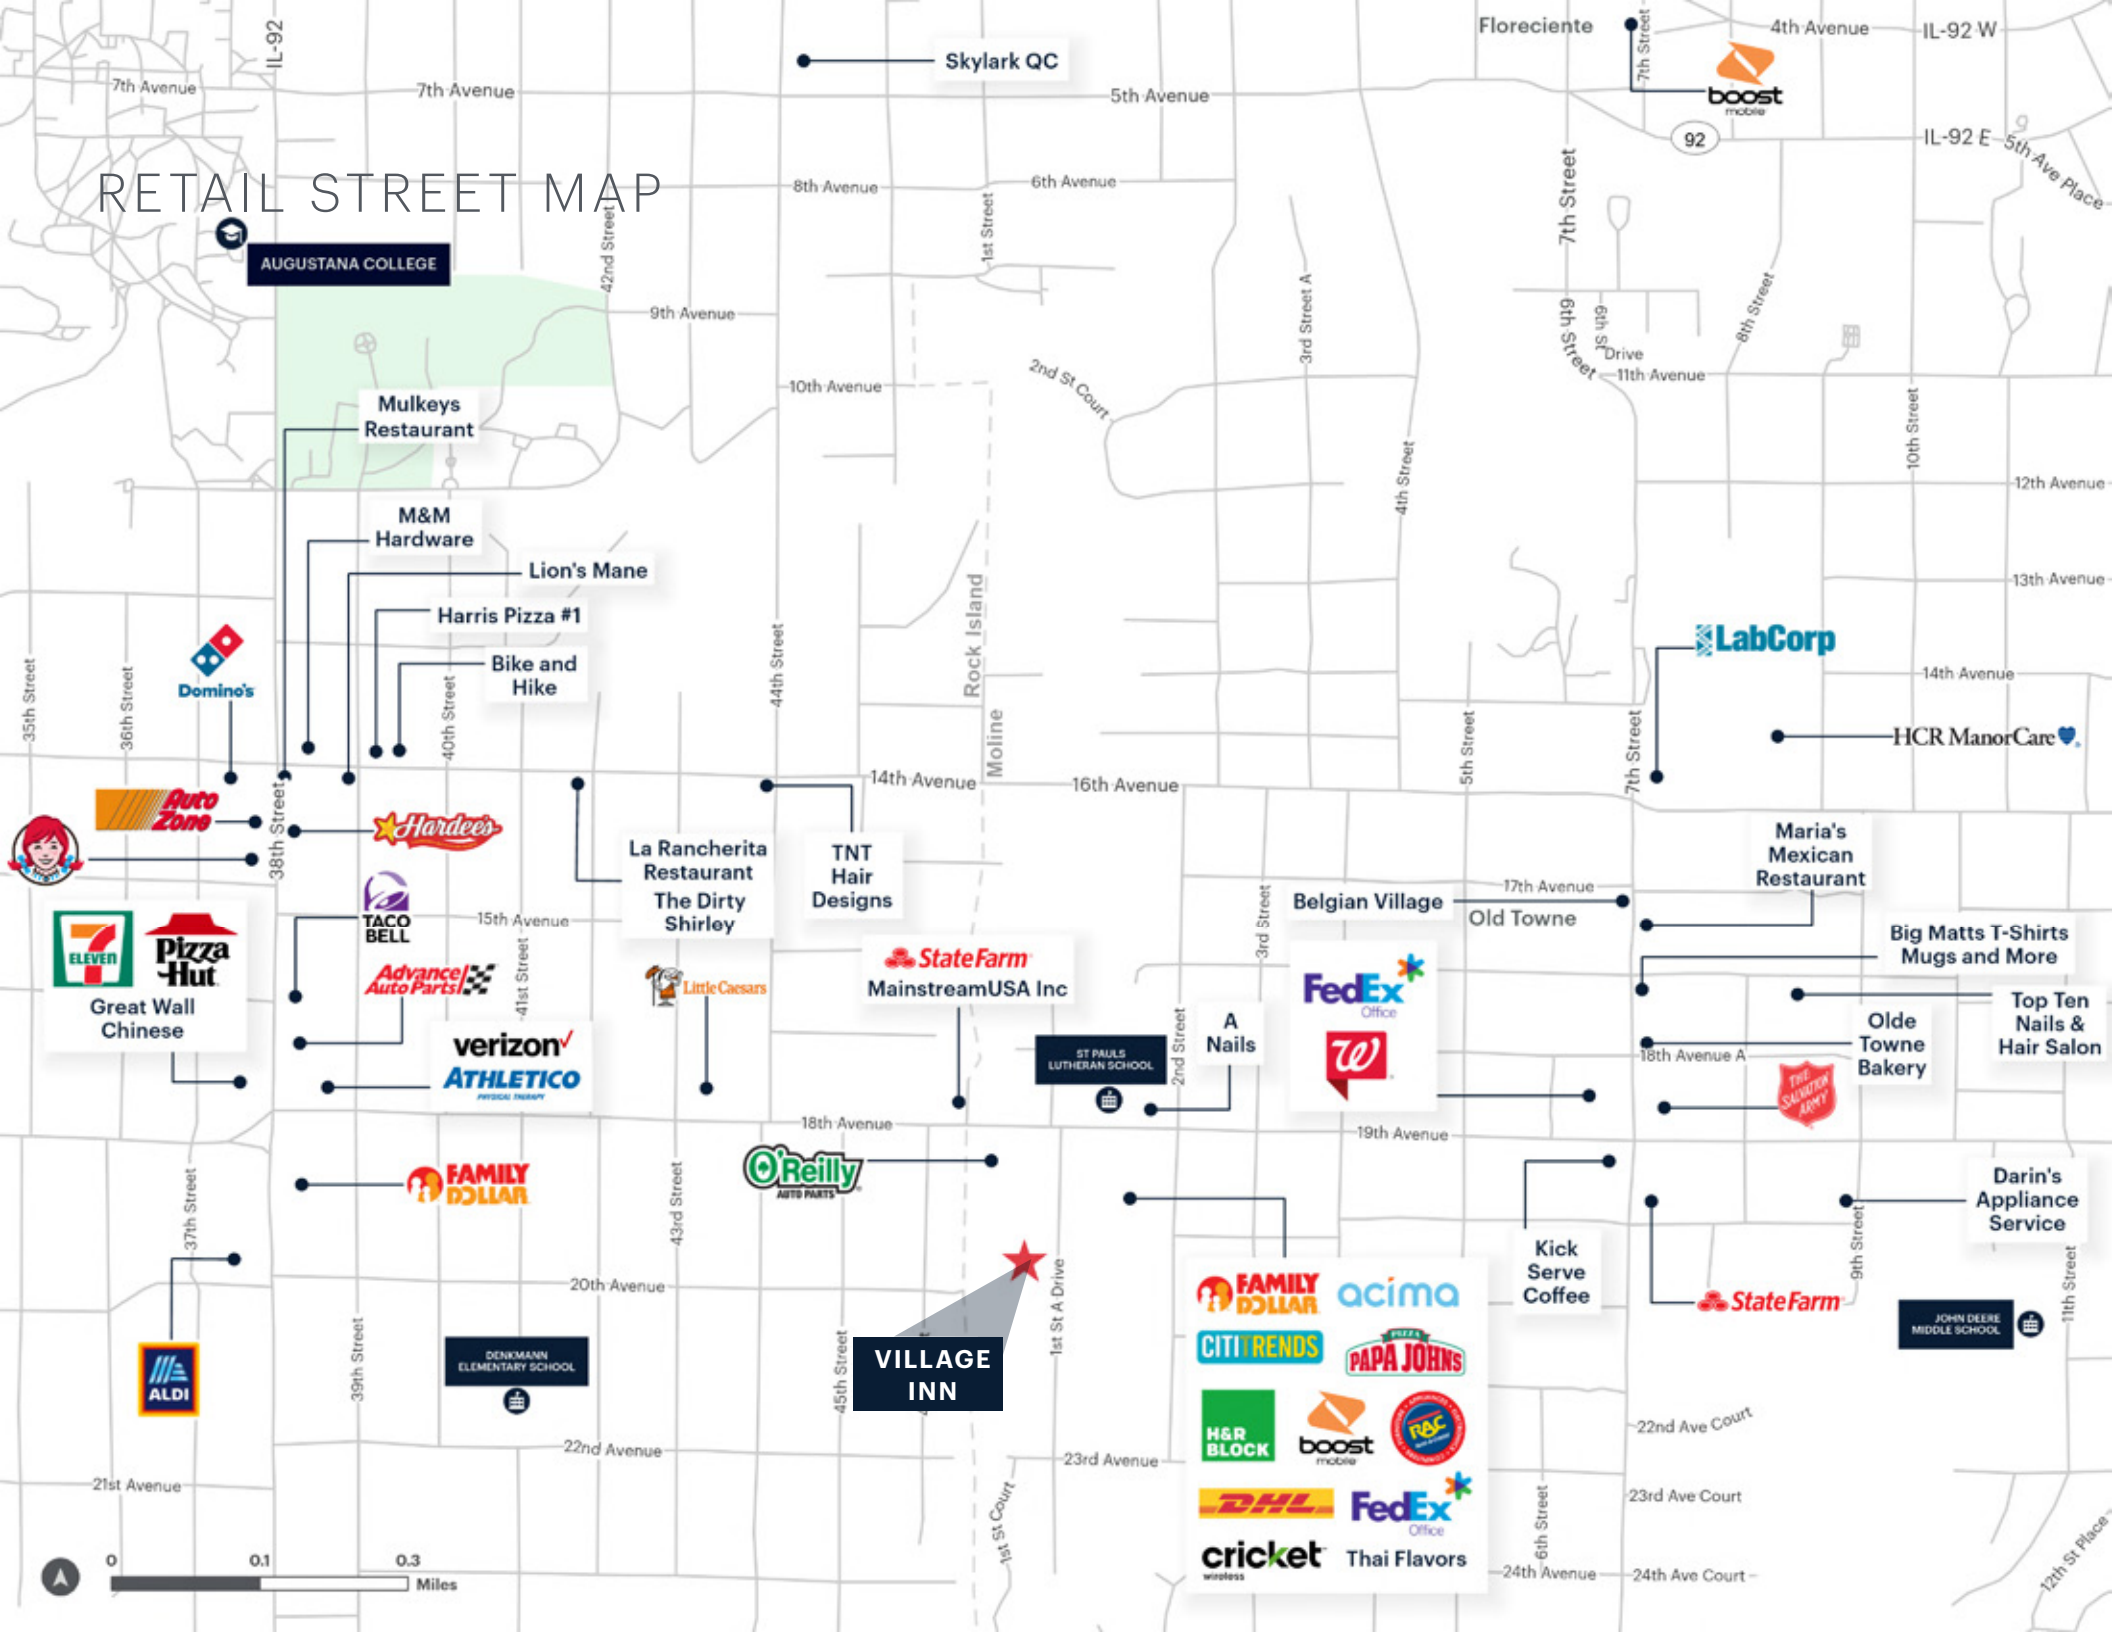 RETAIL STREET MAP
IL-92
7th Avenue
7th Avenue
Skylark QC
5th Avenue
Floreciente
7th Street
4th Avenue
IL-92 W
boost
mobile
92
IL-92 E
5th Ave Place
8th Avenue
6th Avenue
1st Street
42nd Street
7th Street
AUGUSTANA COLLEGE
9th Avenue
3rd Street A
6th Street
6th St
Drive
8th Street
11th Avenue
10th Avenue
2nd St Court
10th Street
4th Street
Mulkeys
Restaurant
12th Avenue
M&M
Hardware
Lion's Mane
13th Avenue
Harris Pizza #1
Bike and
Hike
Domino's
35th Street
36th Street
40th Street
44th Street
Rock Island
Moline
LabCorp
14th Avenue
HCR ManorCare
5th Street
7th Street
14th Avenue
16th Avenue
Auto
Zone
38th Street
Hardee's
La Rancherita
Restaurant
The Dirty
Shirley
TNT
Hair
Designs
Maria's
Mexican
Restaurant
17th Avenue
Belgian Village
Old Towne
3rd Street
TACO
BELL
15th Avenue
7
ELEVEN
Pizza
Hut
Great Wall
Chinese
Advance
Auto Parts
41st Street
Little Caesars
State Farm
MainstreamUSA Inc
FedEx
Office
W
Big Matts T-Shirts
Mugs and More
Top Ten
Nails &
Hair Salon
Olde
Towne
Bakery
A
Nails
2nd Street
ST PAULS
LUTHERAN SCHOOL
18th Avenue A
THE
SALVATION
ARMY
verizon
ATHLETICO
PHYSICAL THERAPY
18th Avenue
19th Avenue
O'Reilly
AUTO PARTS
FAMILY
DOLLAR
37th Street
43rd Street
Darin's
Appliance
Service
Kick
Serve
Coffee
9th Street
11th Street
State Farm
JOHN DEERE
MIDDLE SCHOOL
20th Avenue
1st St A Drive
ALDI
39th Street
DENKMANN
ELEMENTARY SCHOOL
45th Street
VILLAGE
INN
FAMILY
DOLLAR
acima
CITITRENDS
PIZZA
PAPA JOHNS
H&R
BLOCK
boost
mobile
RAC
DHL
FedEx
Office
cricket
wireless
Thai Flavors
22nd Ave Court
22nd Avenue
23rd Avenue
21st Avenue
1st St Court
6th Street
23rd Ave Court
24th Avenue
24th Ave Court
12th St Place
0
0.1
0.3
Miles